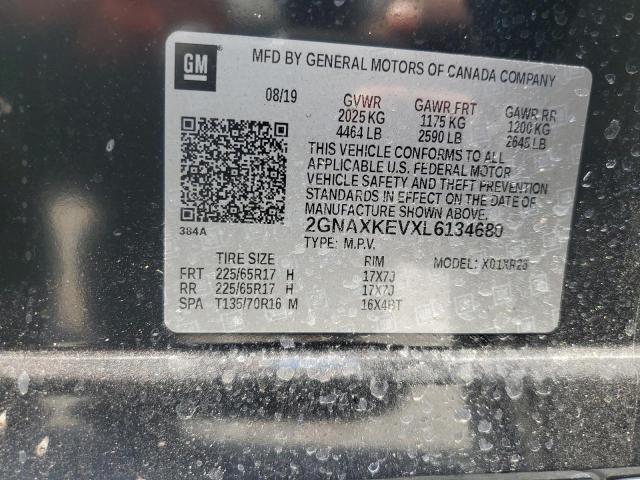 GM
MFD BY GENERAL MOTORS OF CANADA COMPANY
08/19 GVWR GAWR FRT GAWR RR
2025 KG 1175 KG 1200 KG
4464 LB 2590 LB 2645 LB
THIS VEHICLE CONFORMS TO ALL
APPLICABLE U.S. FEDERAL MOTOR
VEHICLE SAFETY AND THEFT PREVENTION
STANDARDS IN EFFECT ON THE DATE OF
MANUFACTURE SHOWN ABOVE.
384A 2GNAXKEVXL6134680
TYPE: M.P.V.
TIRE SIZE RIM MODEL: X01XR26
FRT 225/65R17 H 17X7J
RR 225/65R17 H 17X7J
SPA T135/70R16 M 16X4BT